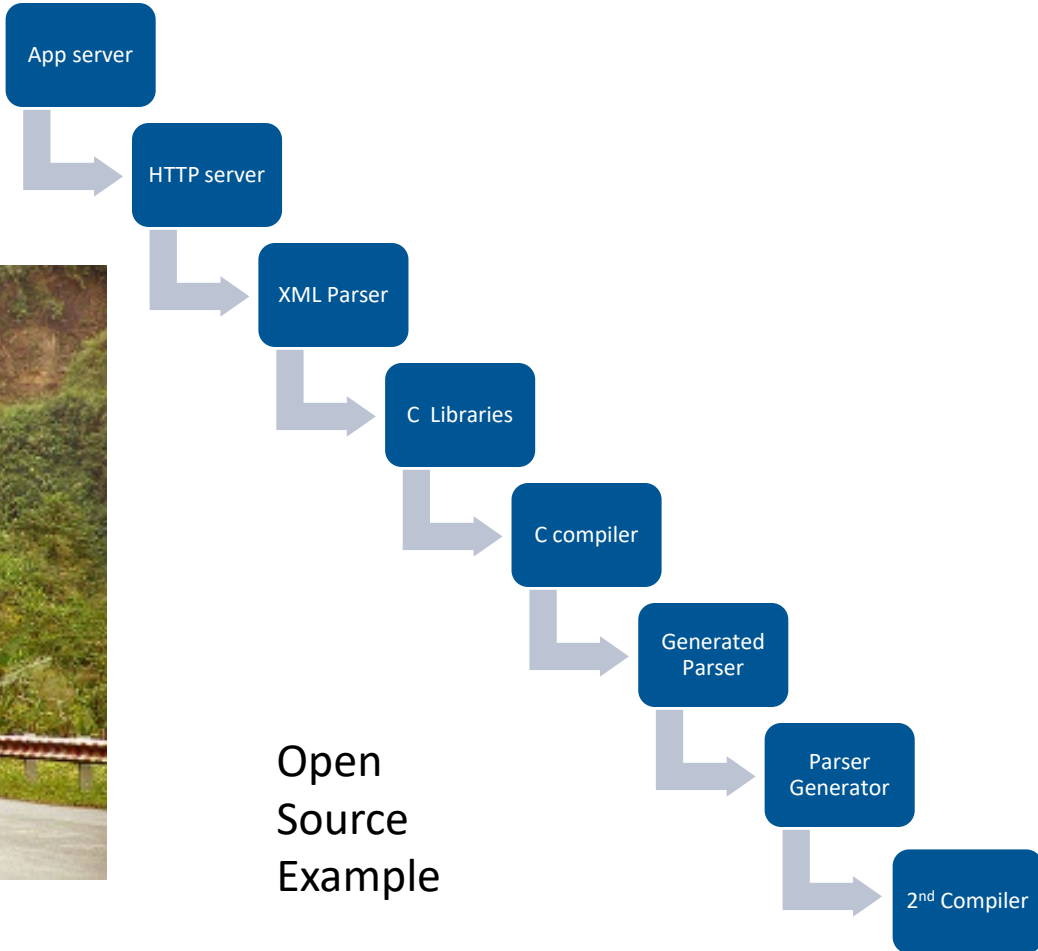 App server
HTTP server
XML Parser
C Libraries
C compiler
Generated
Parser
Parser
Generator
2nd Compiler
Open
Source
Example